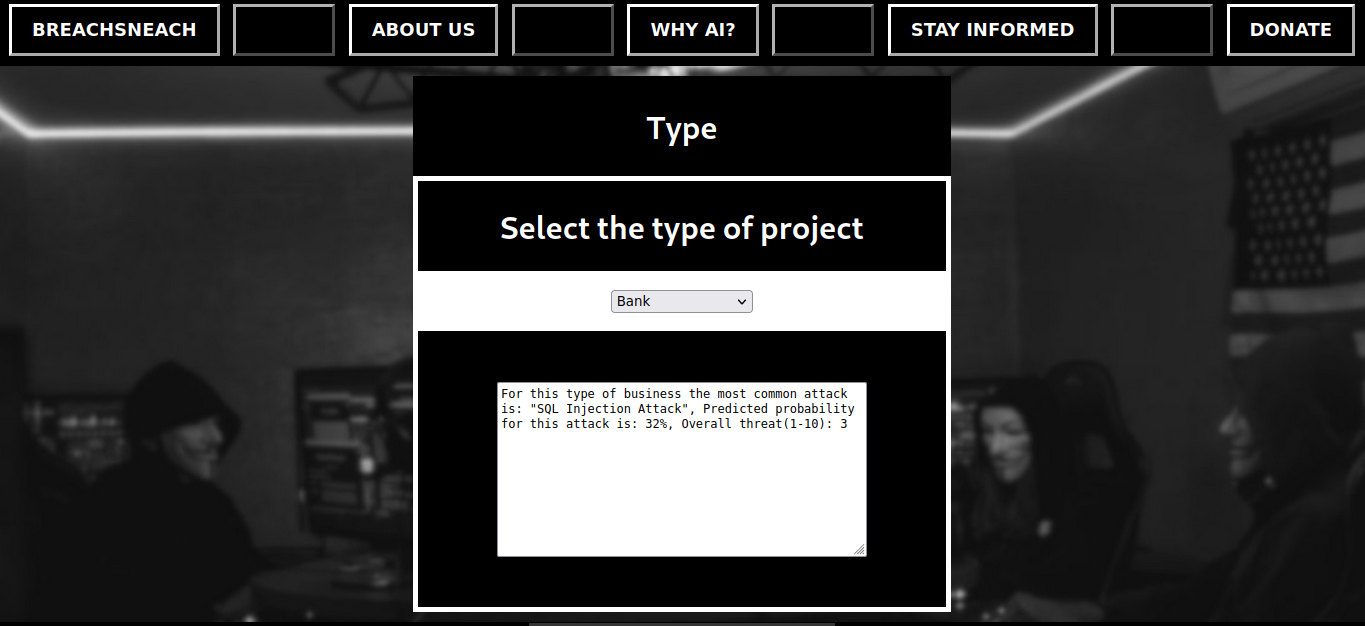 BREACHSNEACH
ABOUT US
WHY AI?
STAY INFORMED
DONATE
Type
Select the type of project
Bank
For this type of business the most common attack
is: "SQL Injection Attack", Predicted probability
for this attack is: 32%, Overall threat(1-10): 3